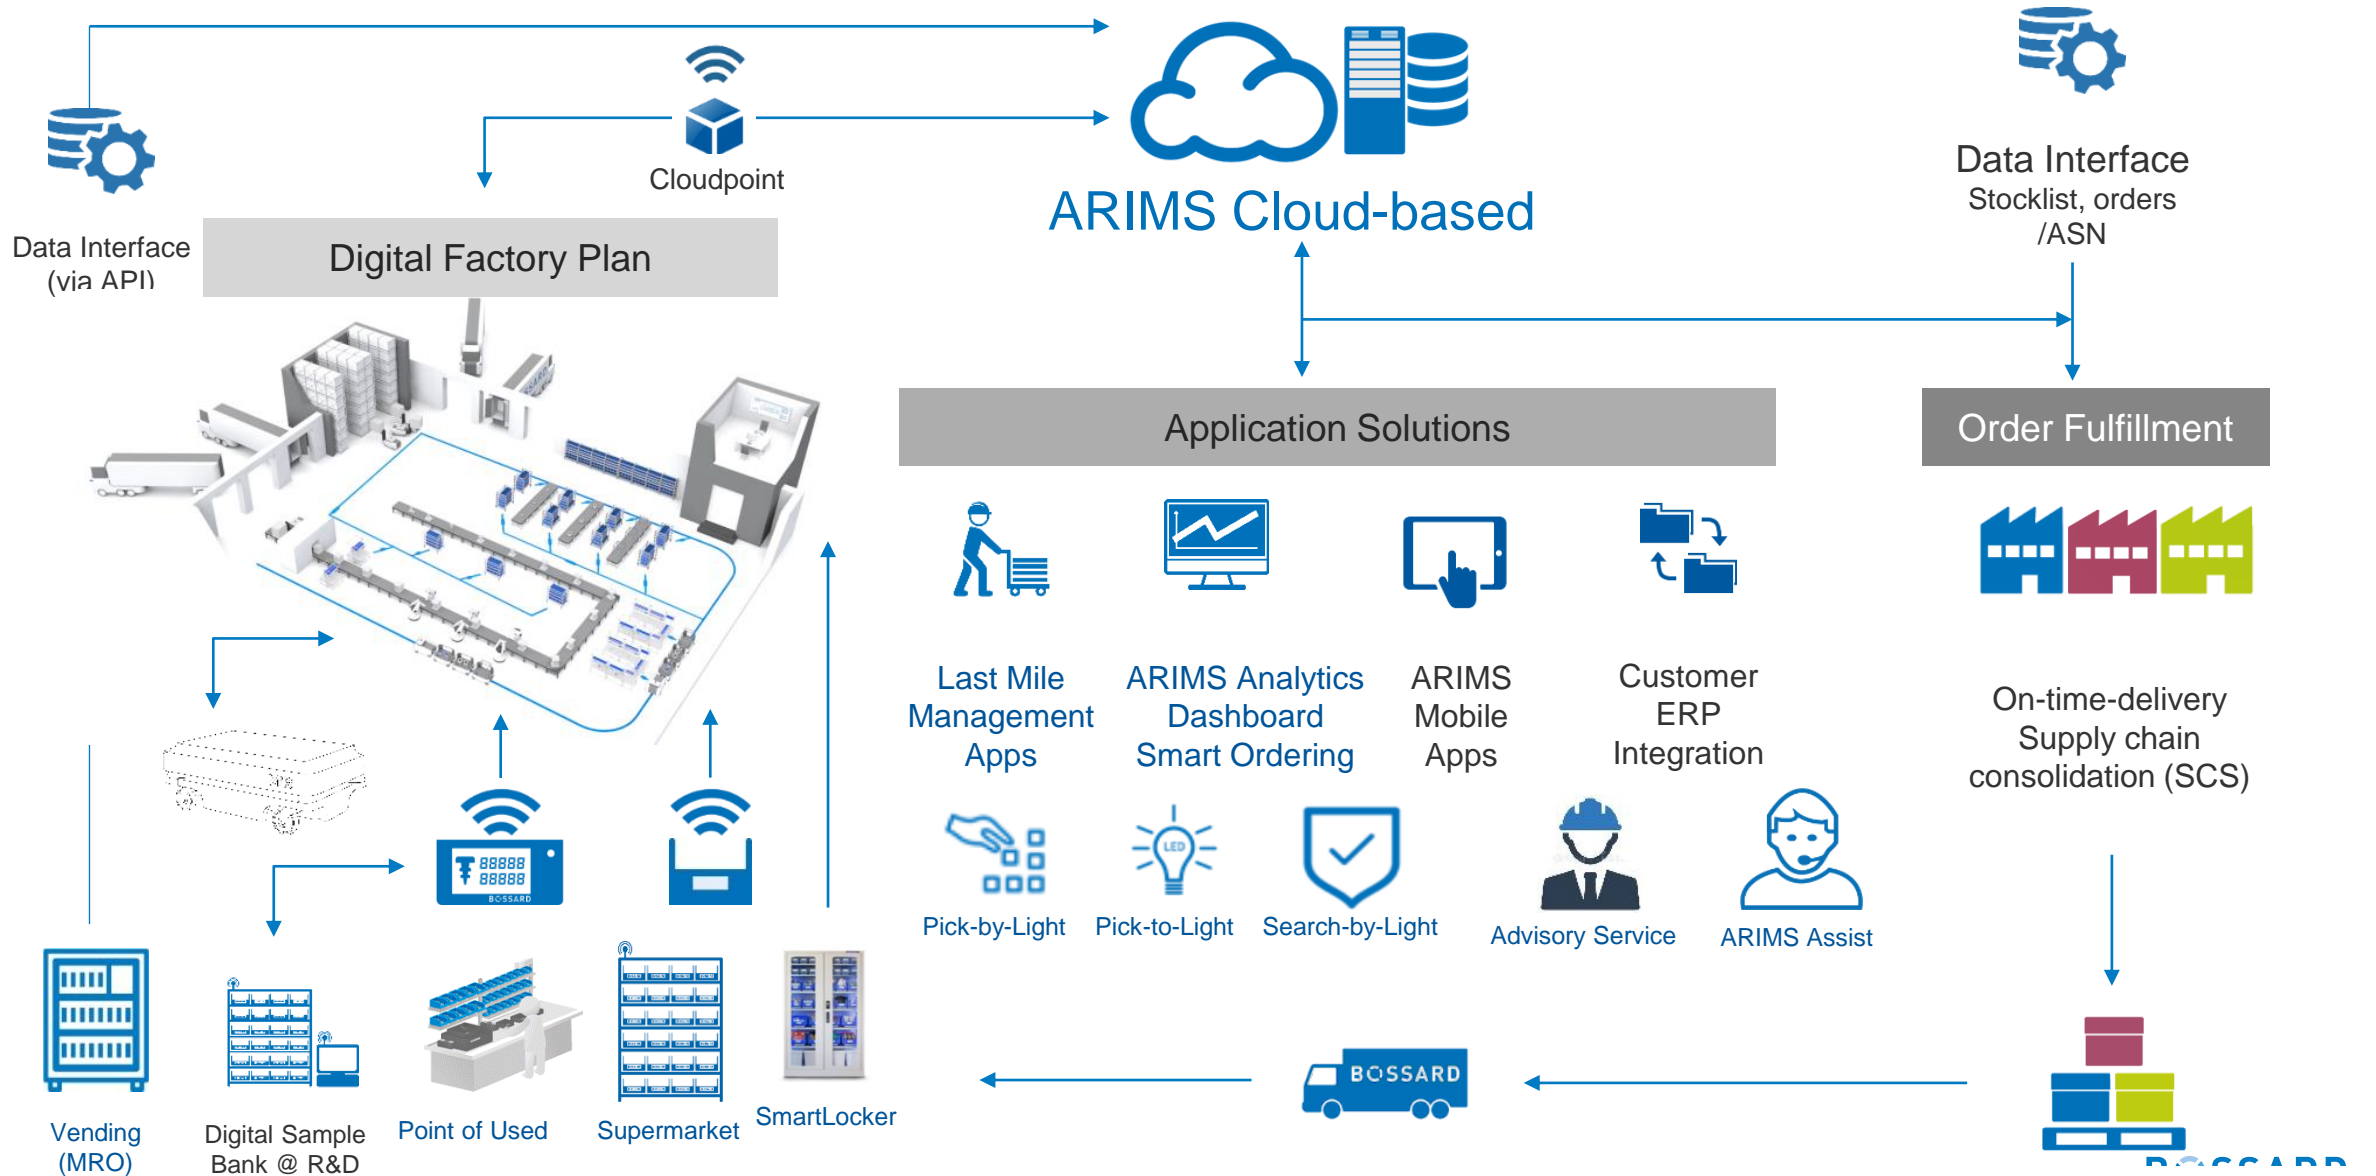 Cloudpoint
ARIMS Cloud-based
Data Interface
Stocklist, orders
/ASN
Data Interface
(via API)
Digital Factory Plan
Application Solutions
Order Fulfillment
Last Mile
Management
Apps
ARIMS Analytics
Dashboard
Smart Ordering
ARIMS
Mobile
Apps
Customer
ERP
Integration
On-time-delivery
Supply chain
consolidation (SCS)
88888
88888
BOSSARD
LED
Pick-by-Light
Pick-to-Light
Search-by-Light
Advisory Service
ARIMS Assist
Vending
(MRO)
Digital Sample
Bank @ R&D
Point of Used
Supermarket
SmartLocker
BOSSARD
BOSSARD